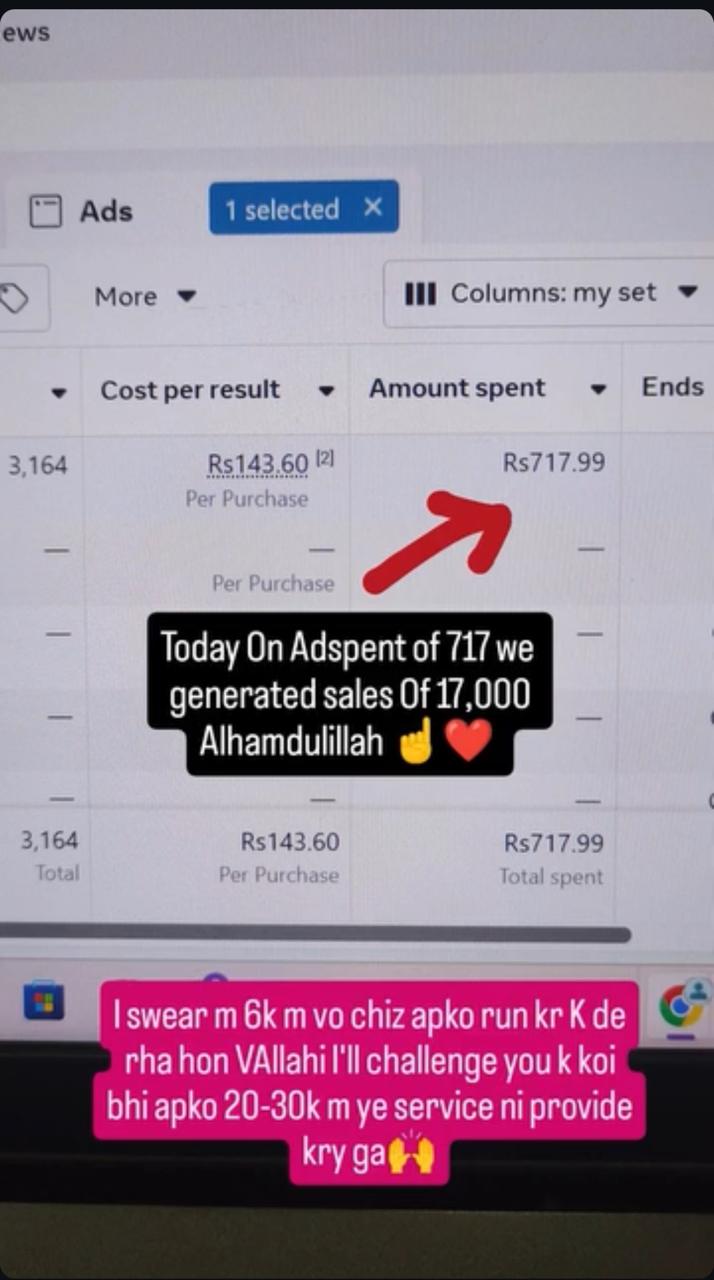 ews
Ads
1 selected ×
More
Columns: my set
Cost per result
Amount spent
Ends
3,164
Rs143.60 [2]
Rs717.99
Per Purchase
—
—
—
Per Purchase
—
—
Today On Adspent of 717 we
generated sales Of 17,000
Alhamdulillah ☝️❤️
—
—
—
—
—
3,164
Rs143.60
Rs717.99
Total
Per Purchase
Total spent
I swear m 6k m vo chiz apko run kr K de
rha hon VAllahi I'll challenge you k koi
bhi apko 20-30k m ye service ni provide
kry ga🙌